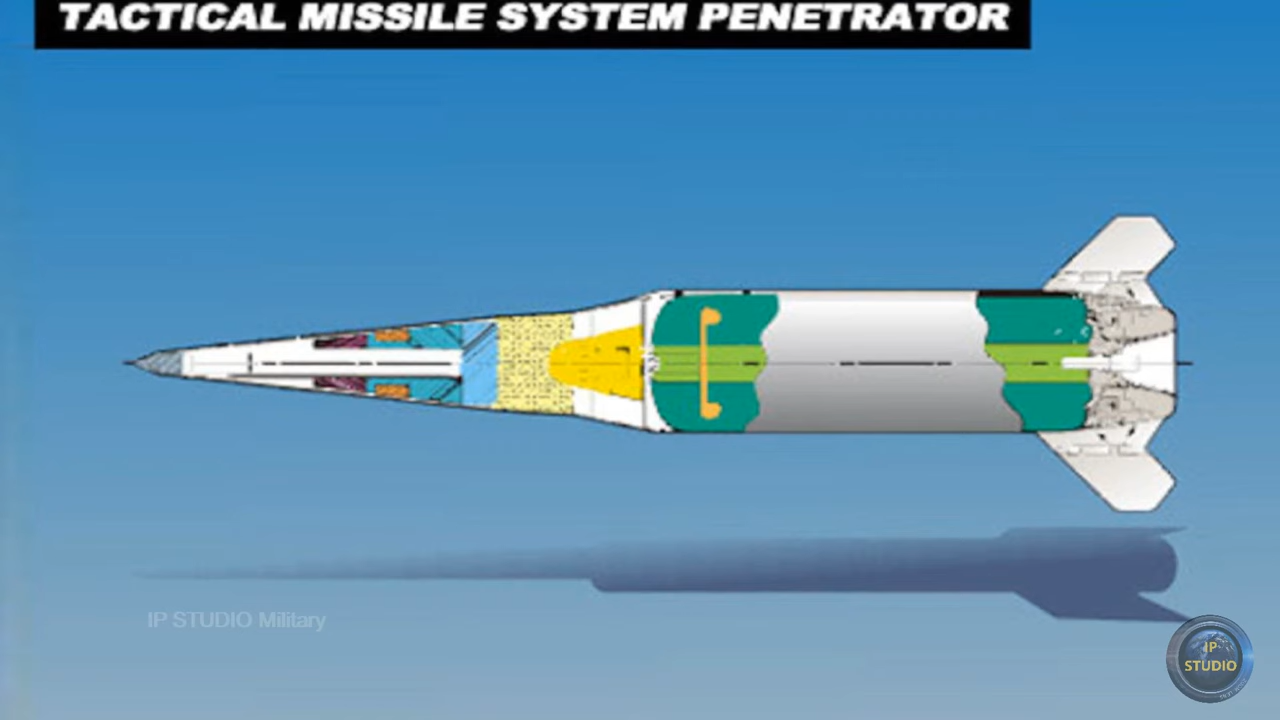 TACTICAL MISSILE SYSTEM PENETRATOR
IP STUDIO Military
IP
STUDIO